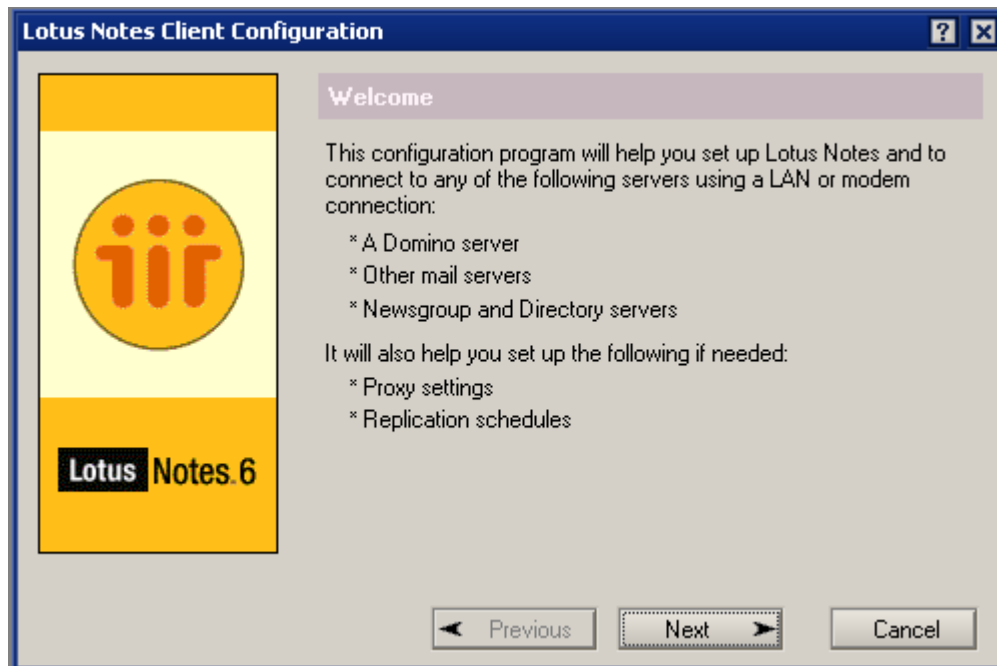 Lotus Notes Client Configuration
Welcome
This configuration program will help you set up Lotus Notes and to
connect to any of the following servers using a LAN or modem
connection:
* A Domino server
* Other mail servers
* Newsgroup and Directory servers
It will also help you set up the following if needed:
* Proxy settings
* Replication schedules
Lotus Notes.6
Previous Next Cancel